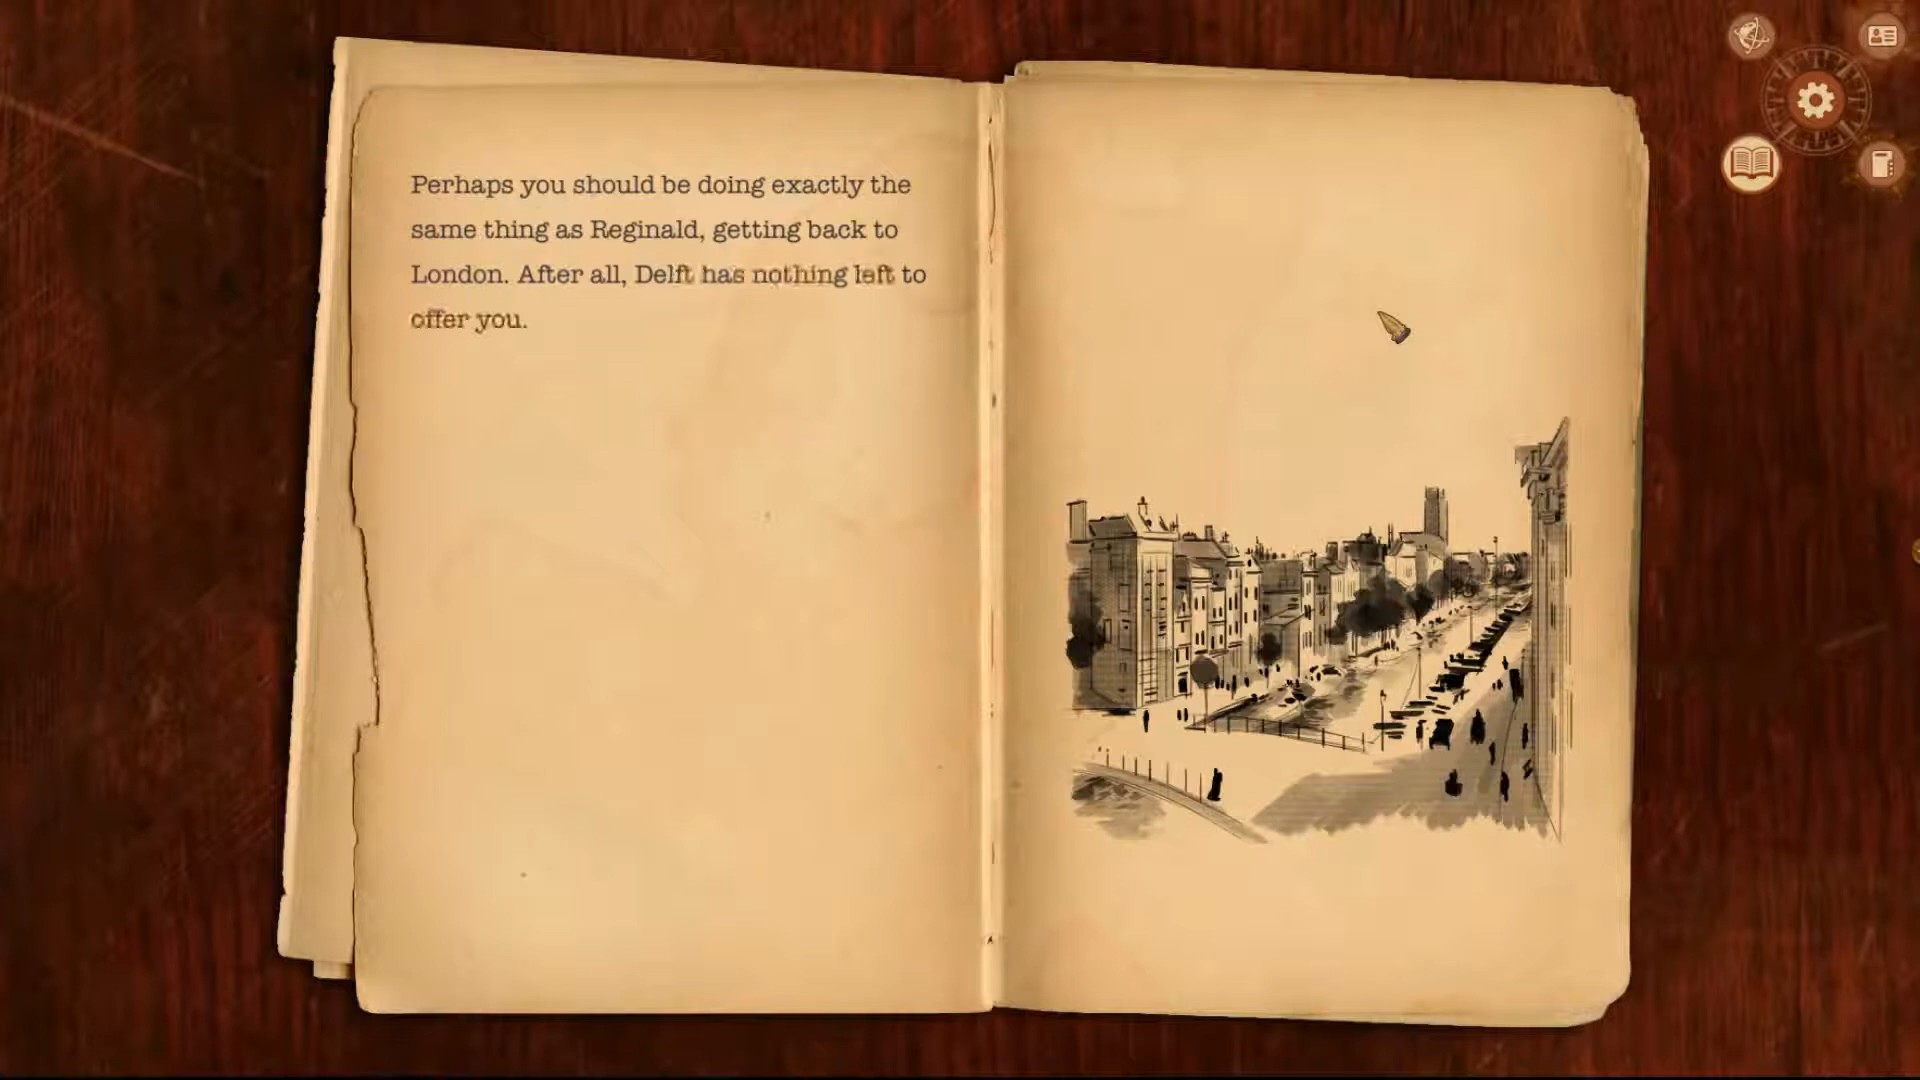 Perhaps you should be doing exactly the
same thing as Reginald, getting back to
London. After all, Delft has nothing left to
offer you.